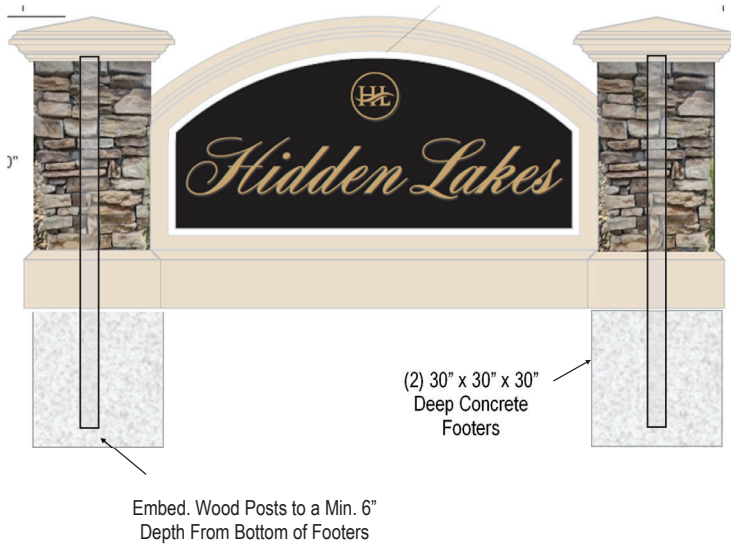 0"
HL
Hidden Lakes
(2) 30” x 30” x 30”
Deep Concrete
Footers
Embed. Wood Posts to a Min. 6”
Depth From Bottom of Footers